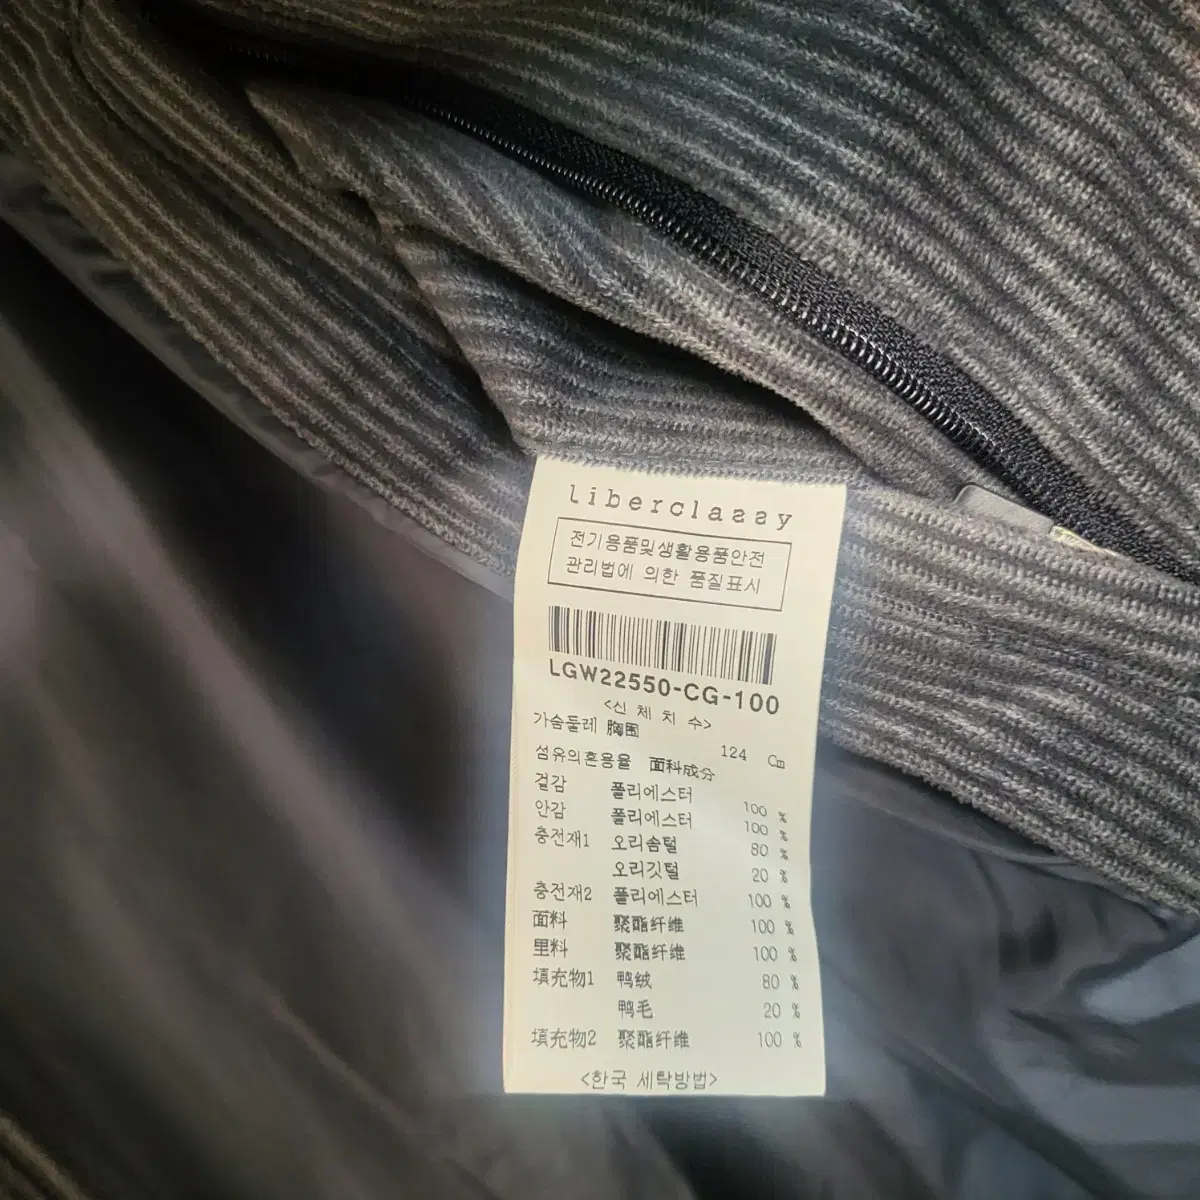 liberclassy
전기용품및생활용품안전
관리법에 의한 품질표시
LGW22550-CG-100
<신 체 치 수>
가슴둘레 胸围 124 Cm
섬유의혼용율 面料成分
겉감 폴리에스터 100 %
안감 폴리에스터 100 %
충전재1 오리솜털 80 %
오리깃털 20 %
충전재2 폴리에스터 100 %
面料 聚酯纤维 100 %
里料 聚酯纤维 100 %
填充物1 鸭绒 80 %
鸭毛 20 %
填充物2 聚酯纤维 100 %
<한국 세탁방법>